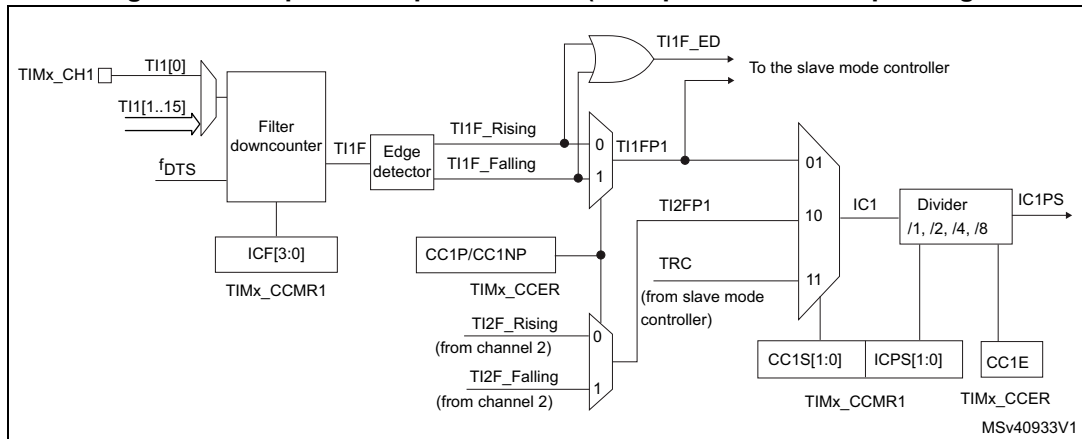 TI1F_ED
To the slave mode controller
TIMx_CH1
TI1[0]
TI1[1..15]
fDTS
Filter
downcounter
TI1F
Edge
detector
TI1F_Rising
TI1F_Falling
0
1
TI1FP1
01
TI2FP1
10
TRC
11
(from slave mode
controller)
IC1
Divider
/1, /2, /4, /8
IC1PS
ICF[3:0]
TIMx_CCMR1
CC1P/CC1NP
TIMx_CCER
TI2F_Rising
(from channel 2)
0
TI2F_Falling
(from channel 2)
1
CC1S[1:0]
ICPS[1:0]
CC1E
TIMx_CCMR1
TIMx_CCER
MSv40933V1